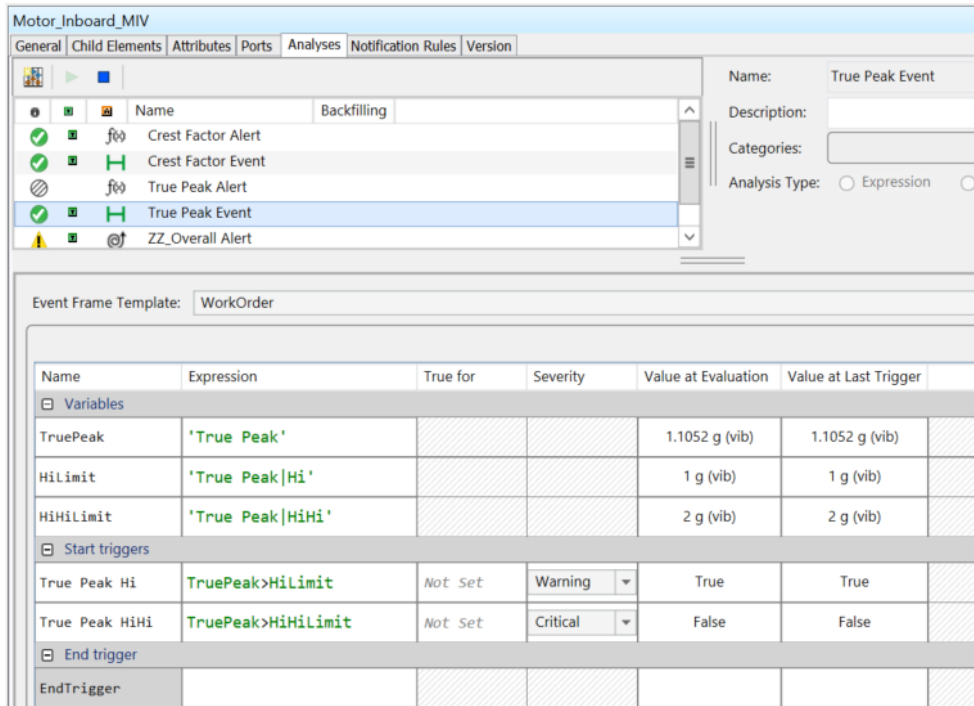 Motor_Inboard_MIV
General Child Elements Attributes Ports Analyses Notification Rules Version
Name Backfilling
f(x) Crest Factor Alert
Crest Factor Event
f(x) True Peak Alert
True Peak Event
ZZ_Overall Alert
Name: True Peak Event
Description:
Categories:
Analysis Type: Expression
Event Frame Template: WorkOrder
Name Expression True for Severity Value at Evaluation Value at Last Trigger
Variables
TruePeak 'True Peak' 1.1052 g (vib) 1.1052 g (vib)
HiLimit 'True Peak|Hi' 1 g (vib) 1 g (vib)
HiHiLimit 'True Peak|HiHi' 2 g (vib) 2 g (vib)
Start triggers
True Peak Hi TruePeak>HiLimit Not Set Warning True True
True Peak HiHi TruePeak>HiHiLimit Not Set Critical False False
End trigger
EndTrigger